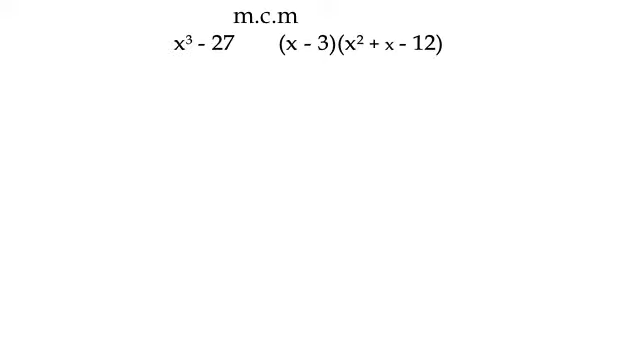 m.c.m
x³ - 27 (x - 3)(x² + x - 12)